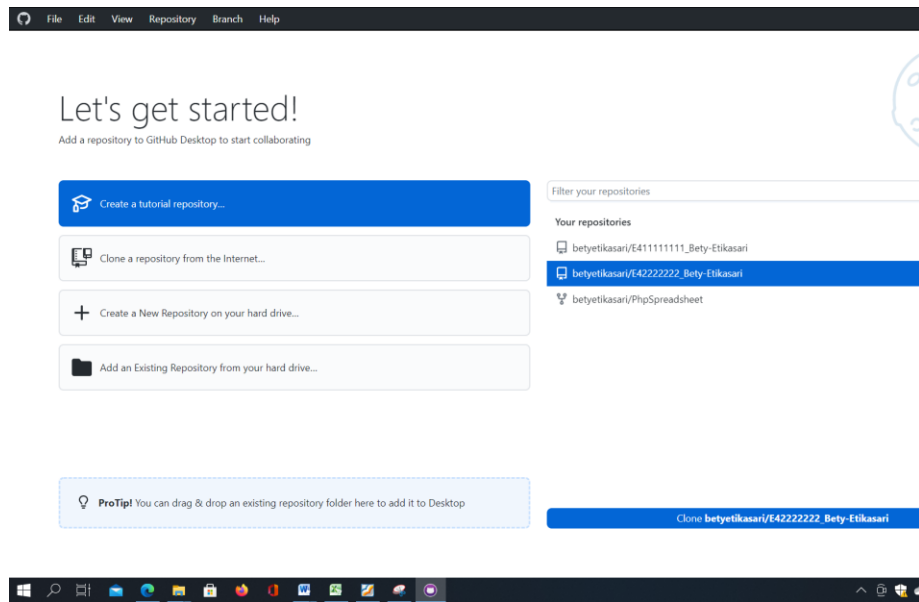 File Edit View Repository Branch Help
Let's get started!
Add a repository to GitHub Desktop to start collaborating
Create a tutorial repository...
Clone a repository from the Internet...
Create a New Repository on your hard drive...
Add an Existing Repository from your hard drive...
ProTip! You can drag & drop an existing repository folder here to add it to Desktop
Filter your repositories
Your repositories
betyetikasari/E411111111_Bety-Etikasari
betyetikasari/E42222222_Bety-Etikasari
betyetikasari/PhpSpreadsheet
Clone betyetikasari/E42222222_Bety-Etikasari